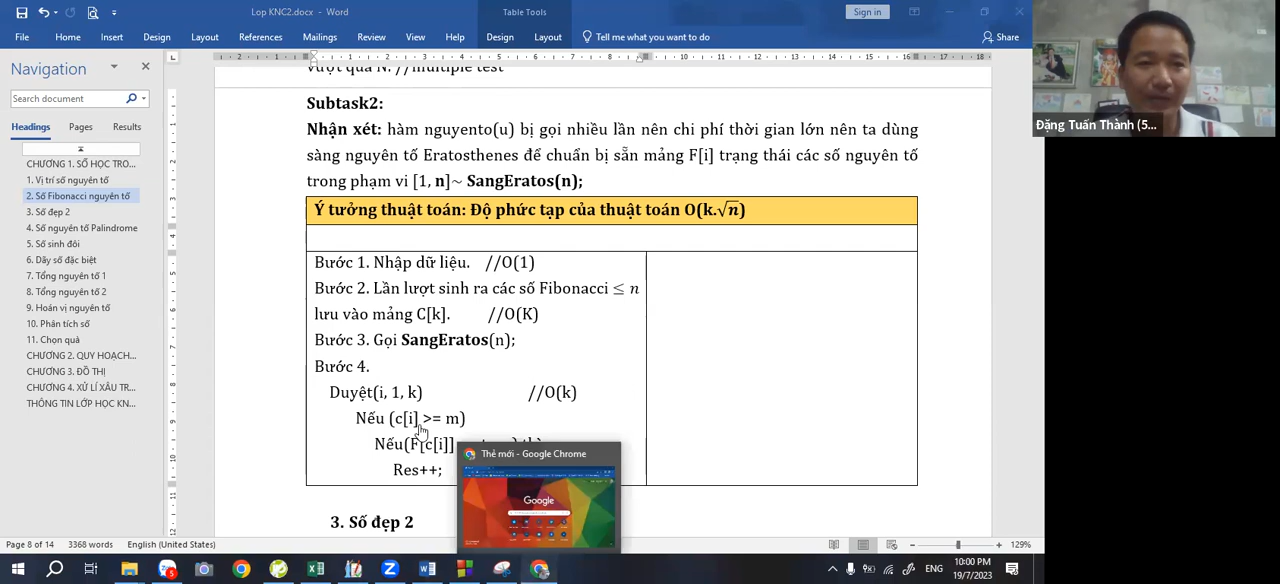 Lop KNC2.docx - Word
Table Tools
Sign in
File Home Insert Design Layout References Mailings Review View Help Design Layout Tell me what you want to do Share
Navigation
Search document
Headings Pages Results
CHƯƠNG 1. SỐ HỌC TRO...
1. Vị trí số nguyên tố
2. Số Fibonacci nguyên tố
3. Số đẹp 2
4. Số nguyên tố Palindrome
5. Số sinh đôi
6. Dãy số đặc biệt
7. Tổng nguyên tố 1
8. Tổng nguyên tố 2
9. Hoán vị nguyên tố
10. Phân tích số
11. Chọn quà
CHƯƠNG 2. QUY HOẠCH...
CHƯƠNG 3. ĐỒ THỊ
CHƯƠNG 4. XỬ LÍ XÂU TR...
THÔNG TIN LỚP HỌC KN...
vượt quá N. //multiple test
Subtask2:
Nhận xét: hàm nguyento(u) bị gọi nhiều lần nên chi phí thời gian lớn nên ta dùng
sàng nguyên tố Eratosthenes để chuẩn bị sẵn mảng F[i] trạng thái các số nguyên tố
trong phạm vi [1, n]~ SangEratos(n);
Ý tưởng thuật toán: Độ phức tạp của thuật toán O(k.√n)
Bước 1. Nhập dữ liệu. //O(1)
Bước 2. Lần lượt sinh ra các số Fibonacci ≤ n
lưu vào mảng C[k]. //O(K)
Bước 3. Gọi SangEratos(n);
Bước 4.
Duyệt(i, 1, k) //O(k)
Nếu (c[i] >= m)
Nếu(F[c[i]]
Res++;
3. Số đẹp 2
Thẻ mới - Google Chrome
Google
Đặng Tuấn Thành (5...
Page 8 of 14 3368 words English (United States) 129%
ENG
10:00 PM
19/7/2023